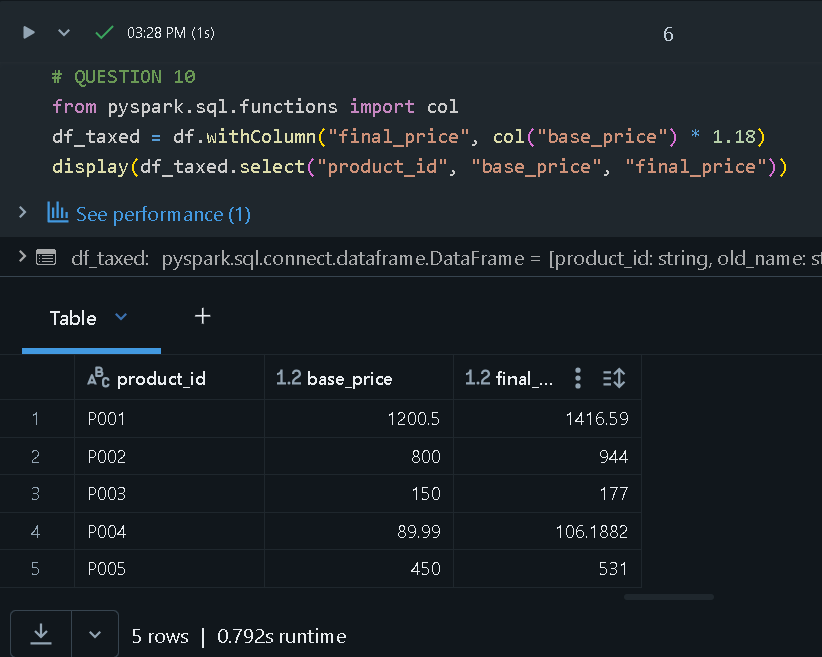 03:28 PM (1s)
6
# QUESTION 10
from pyspark.sql.functions import col
df_taxed = df.withColumn("final_price", col("base_price") * 1.18)
display(df_taxed.select("product_id", "base_price", "final_price"))
See performance (1)
df_taxed: pyspark.sql.connect.dataframe.DataFrame = [product_id: string, old_name: st
Table +
ABC product_id 1.2 base_price 1.2 final_...
1 P001 1200.5 1416.59
2 P002 800 944
3 P003 150 177
4 P004 89.99 106.1882
5 P005 450 531
5 rows | 0.792s runtime